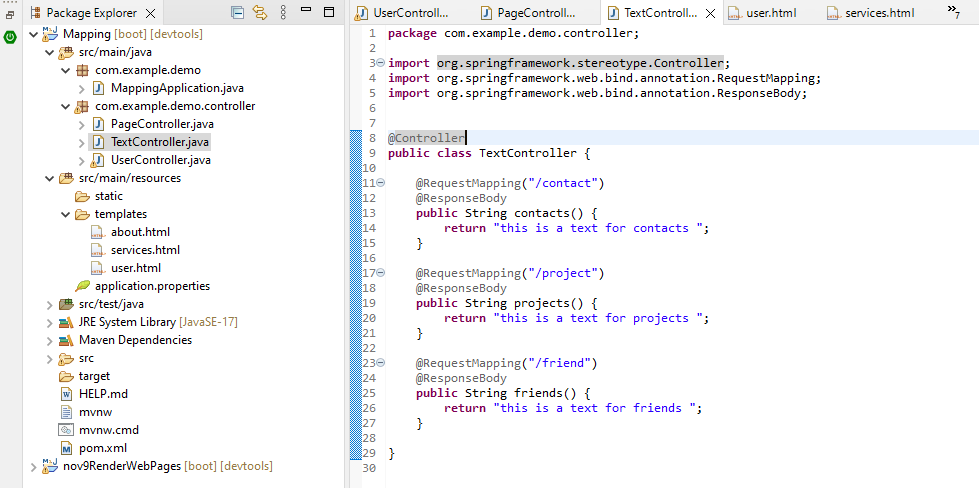 Package Explorer
Mapping [boot] [devtools]
src/main/java
com.example.demo
MappingApplication.java
com.example.demo.controller
PageController.java
TextController.java
UserController.java
src/main/resources
static
templates
about.html
services.html
user.html
application.properties
src/test/java
JRE System Library [JavaSE-17]
Maven Dependencies
src
target
HELP.md
mvnw
mvnw.cmd
pom.xml
nov9RenderWebPages [boot] [devtools]
UserControll... PageControll... TextControll... user.html services.html 7
1 package com.example.demo.controller;
2
3 import org.springframework.stereotype.Controller;
4 import org.springframework.web.bind.annotation.RequestMapping;
5 import org.springframework.web.bind.annotation.ResponseBody;
6
7
8 @Controller
9 public class TextController {
10
11 @RequestMapping("/contact")
12 @ResponseBody
13 public String contacts() {
14 return "this is a text for contacts ";
15 }
16
17 @RequestMapping("/project")
18 @ResponseBody
19 public String projects() {
20 return "this is a text for projects ";
21 }
22
23 @RequestMapping("/friend")
24 @ResponseBody
25 public String friends() {
26 return "this is a text for friends ";
27 }
28
29 }
30